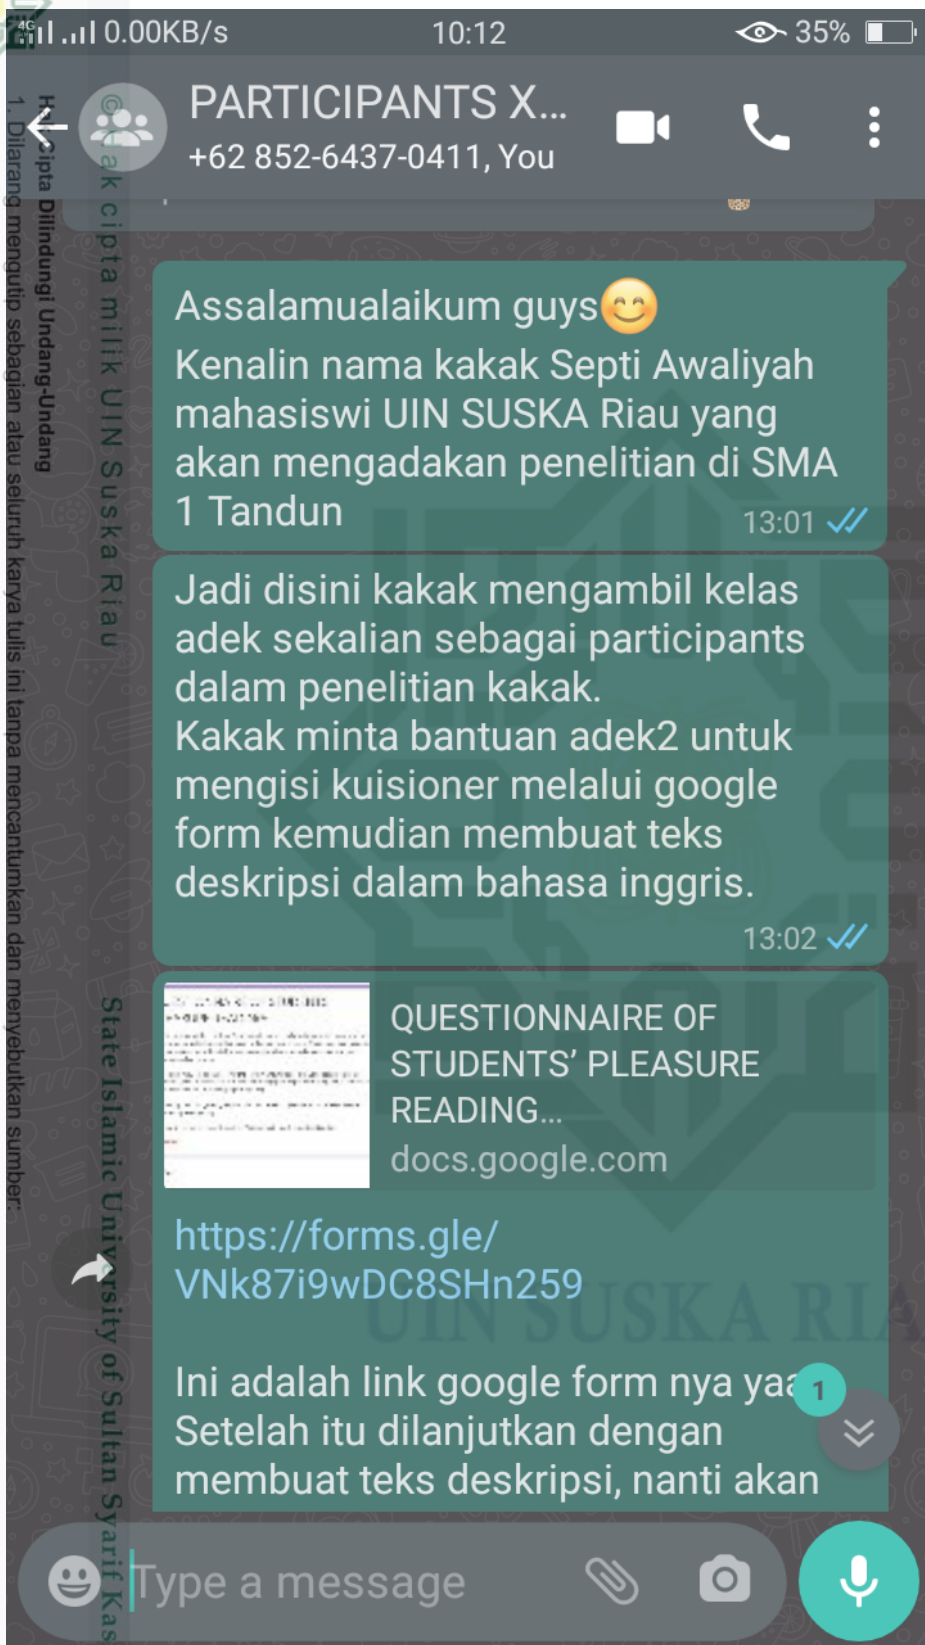 4G 0.00KB/s 10:12 35%
PARTICIPANTS X...
+62 852-6437-0411, You
Assalamualaikum guys😊
Kenalin nama kakak Septi Awaliyah
mahasiswi UIN SUSKA Riau yang
akan mengadakan penelitian di SMA
1 Tandun
13:01
Jadi disini kakak mengambil kelas
adek sekalian sebagai participants
dalam penelitian kakak.
Kakak minta bantuan adek2 untuk
mengisi kuisioner melalui google
form kemudian membuat teks
deskripsi dalam bahasa inggris.
13:02
QUESTIONNAIRE OF
STUDENTS’ PLEASURE
READING...
docs.google.com
https://forms.gle/
VNk87i9wDC8SHn259
Ini adalah link google form nya yaa
Setelah itu dilanjutkan dengan
membuat teks deskripsi, nanti akan
1
Type a message
© Hak cipta milik UIN Suska Riau
State Islamic University of Sultan Syarif Kas
Hak Cipta Dilindungi Undang-Undang
1. Dilarang mengutip sebagian atau seluruh karya tulis ini tanpa mencantumkan dan menyebutkan sumber:
UIN SUSKA RIA